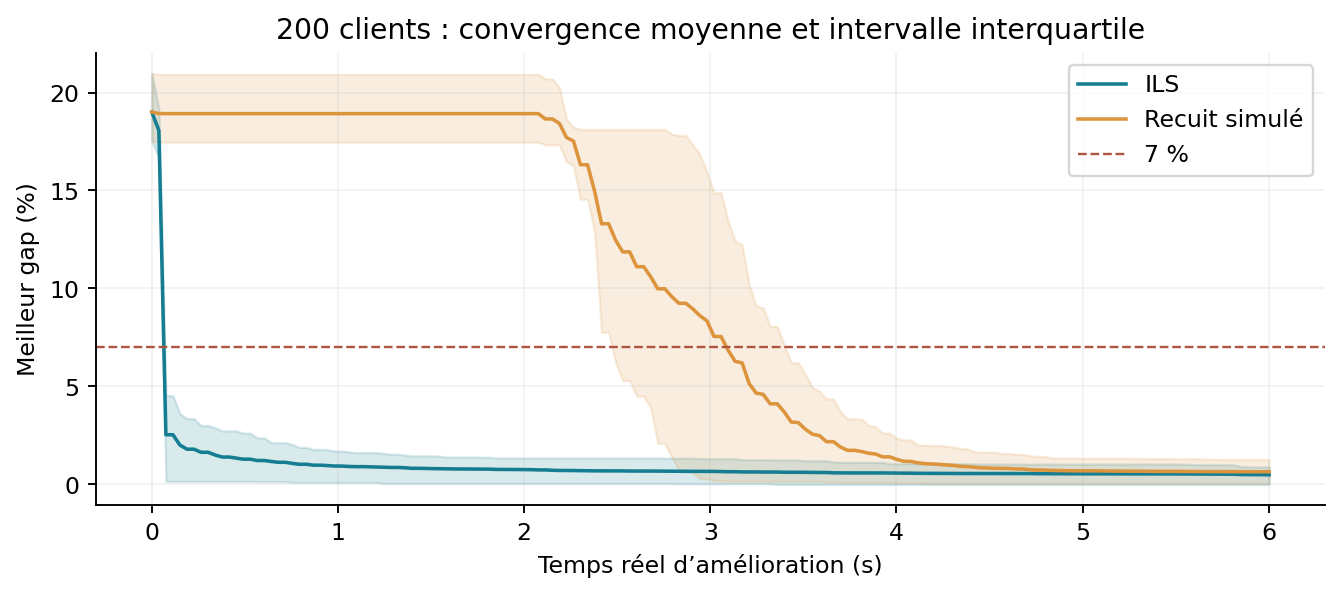 200 clients : convergence moyenne et intervalle interquartile
ILS
Recuit simulé
7 %
Meilleur gap (%)
20
15
10
5
0
0 1 2 3 4 5 6
Temps réel d’amélioration (s)